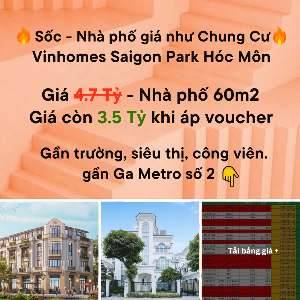 🔥 Sốc - Nhà phố giá như Chung Cư 🔥
Vinhomes Saigon Park Hóc Môn
Giá 4.7 Tỷ - Nhà phố 60m2
Giá còn 3.5 Tỷ khi áp voucher
Gần trường, siêu thị, công viên.
gần Ga Metro số 2 👇
Tải bảng giá +